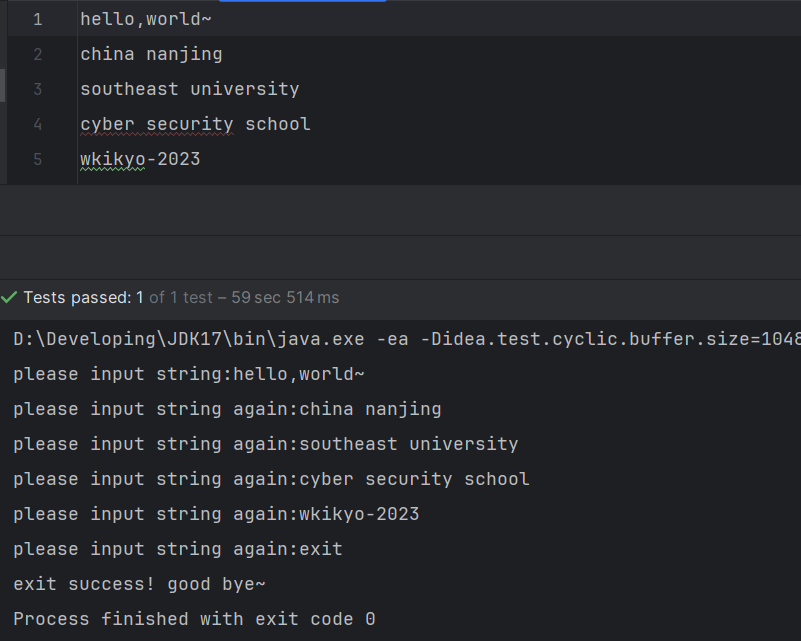 1 hello,world~
2 china nanjing
3 southeast university
4 cyber security school
5 wkikyo-2023
Tests passed: 1 of 1 test – 59 sec 514 ms
D:\Developing\JDK17\bin\java.exe -ea -Didea.test.cyclic.buffer.size=1048
please input string:hello,world~
please input string again:china nanjing
please input string again:southeast university
please input string again:cyber security school
please input string again:wkikyo-2023
please input string again:exit
exit success! good bye~
Process finished with exit code 0